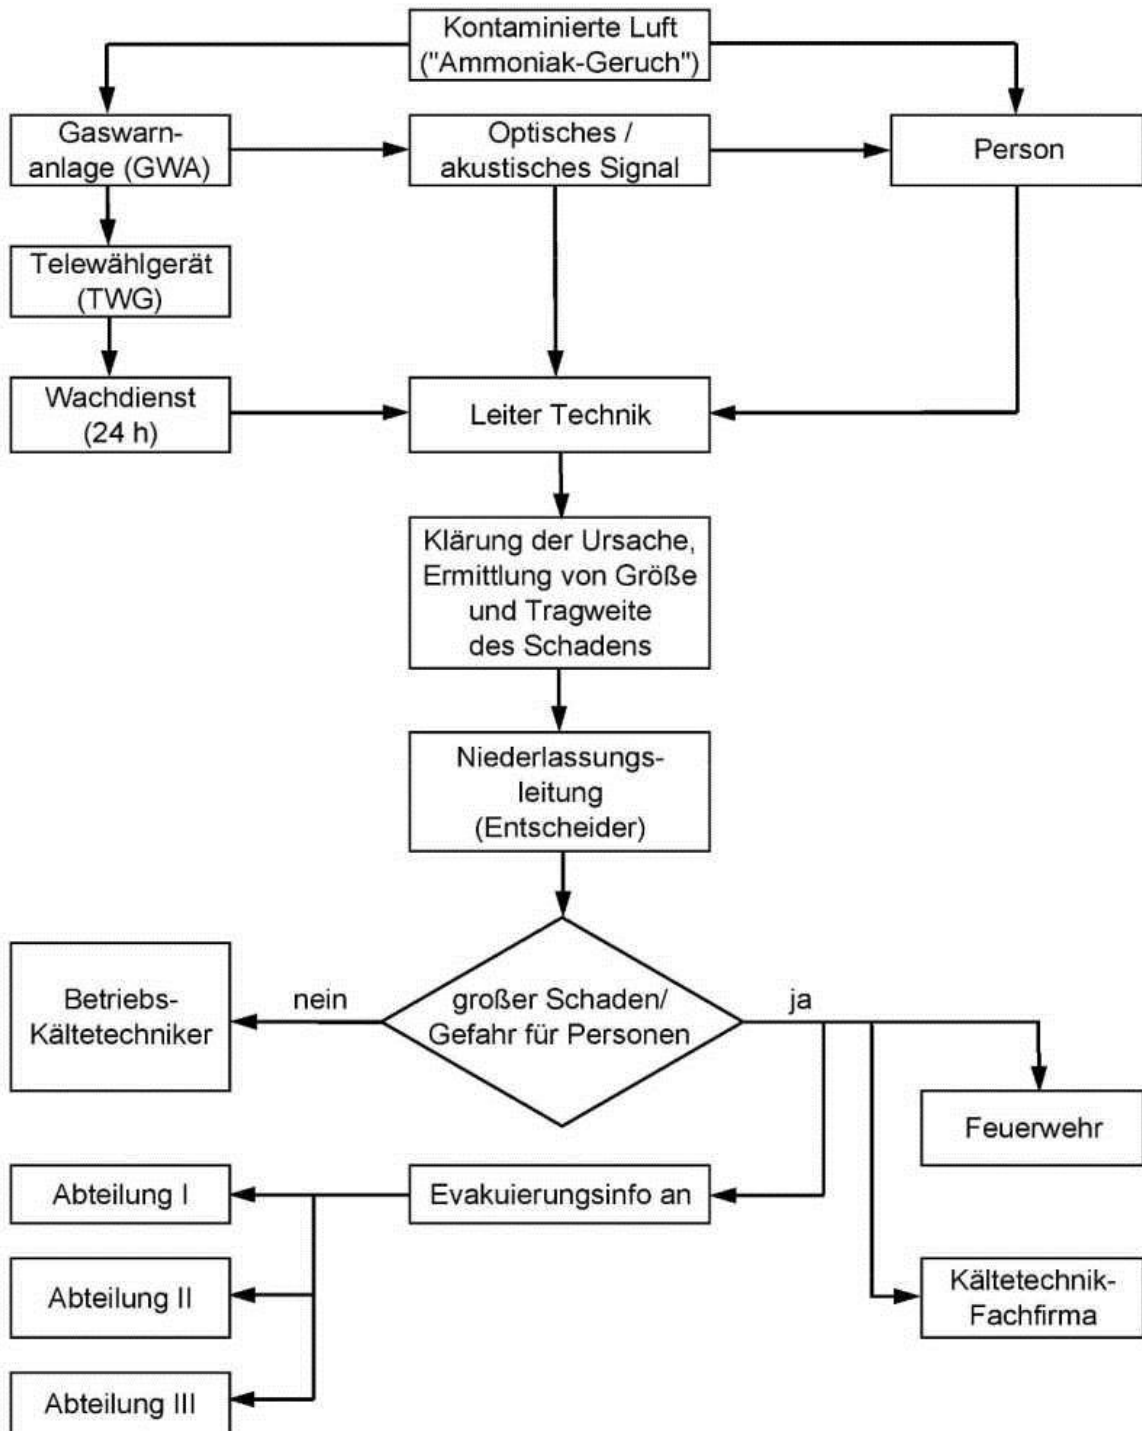 Kontaminierte Luft
("Ammoniak-Geruch")
Gaswarn-
anlage (GWA)
Optisches /
akustisches Signal
Person
Telewählgerät
(TWG)
Wachdienst
(24 h)
Leiter Technik
Klärung der Ursache,
Ermittlung von Größe
und Tragweite
des Schadens
Niederlassungs-
leitung
(Entscheider)
Betriebs-
Kältetechniker
nein
großer Schaden/
Gefahr für Personen
ja
Feuerwehr
Abteilung I
Evakuierungsinfo an
Abteilung II
Kältetechnik-
Fachfirma
Abteilung III